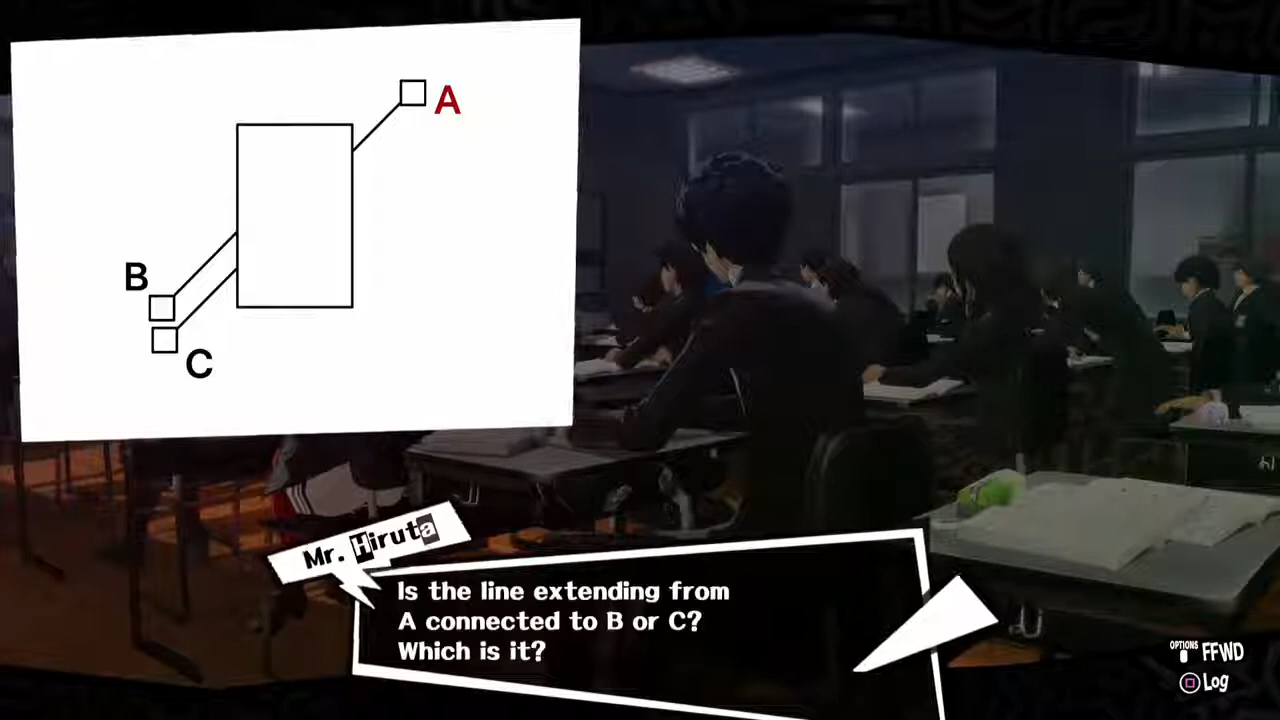 A
B
C
Mr. Hiruta
Is the line extending from
A connected to B or C?
Which is it?
OPTIONS FFWD
Log